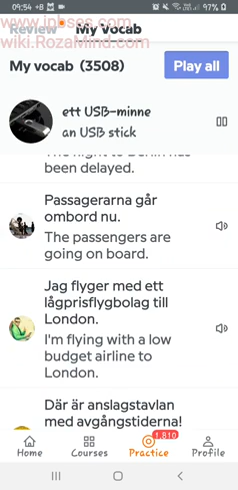 09:54 +B
97%
www.inbses.com
Review My Vocab
wiki.RozaMind.com
My vocab (3508) Play all
ett USB-minne
an USB stick
been delayed.
Passagerarna går
ombord nu.
The passengers are
going on board.
Jag flyger med ett
lågprisflygbolag till
London.
I'm flying with a low
budget airline to
London.
Där är anslagstavlan
med avgångstiderna!
1,810
Home Courses Practice Profile